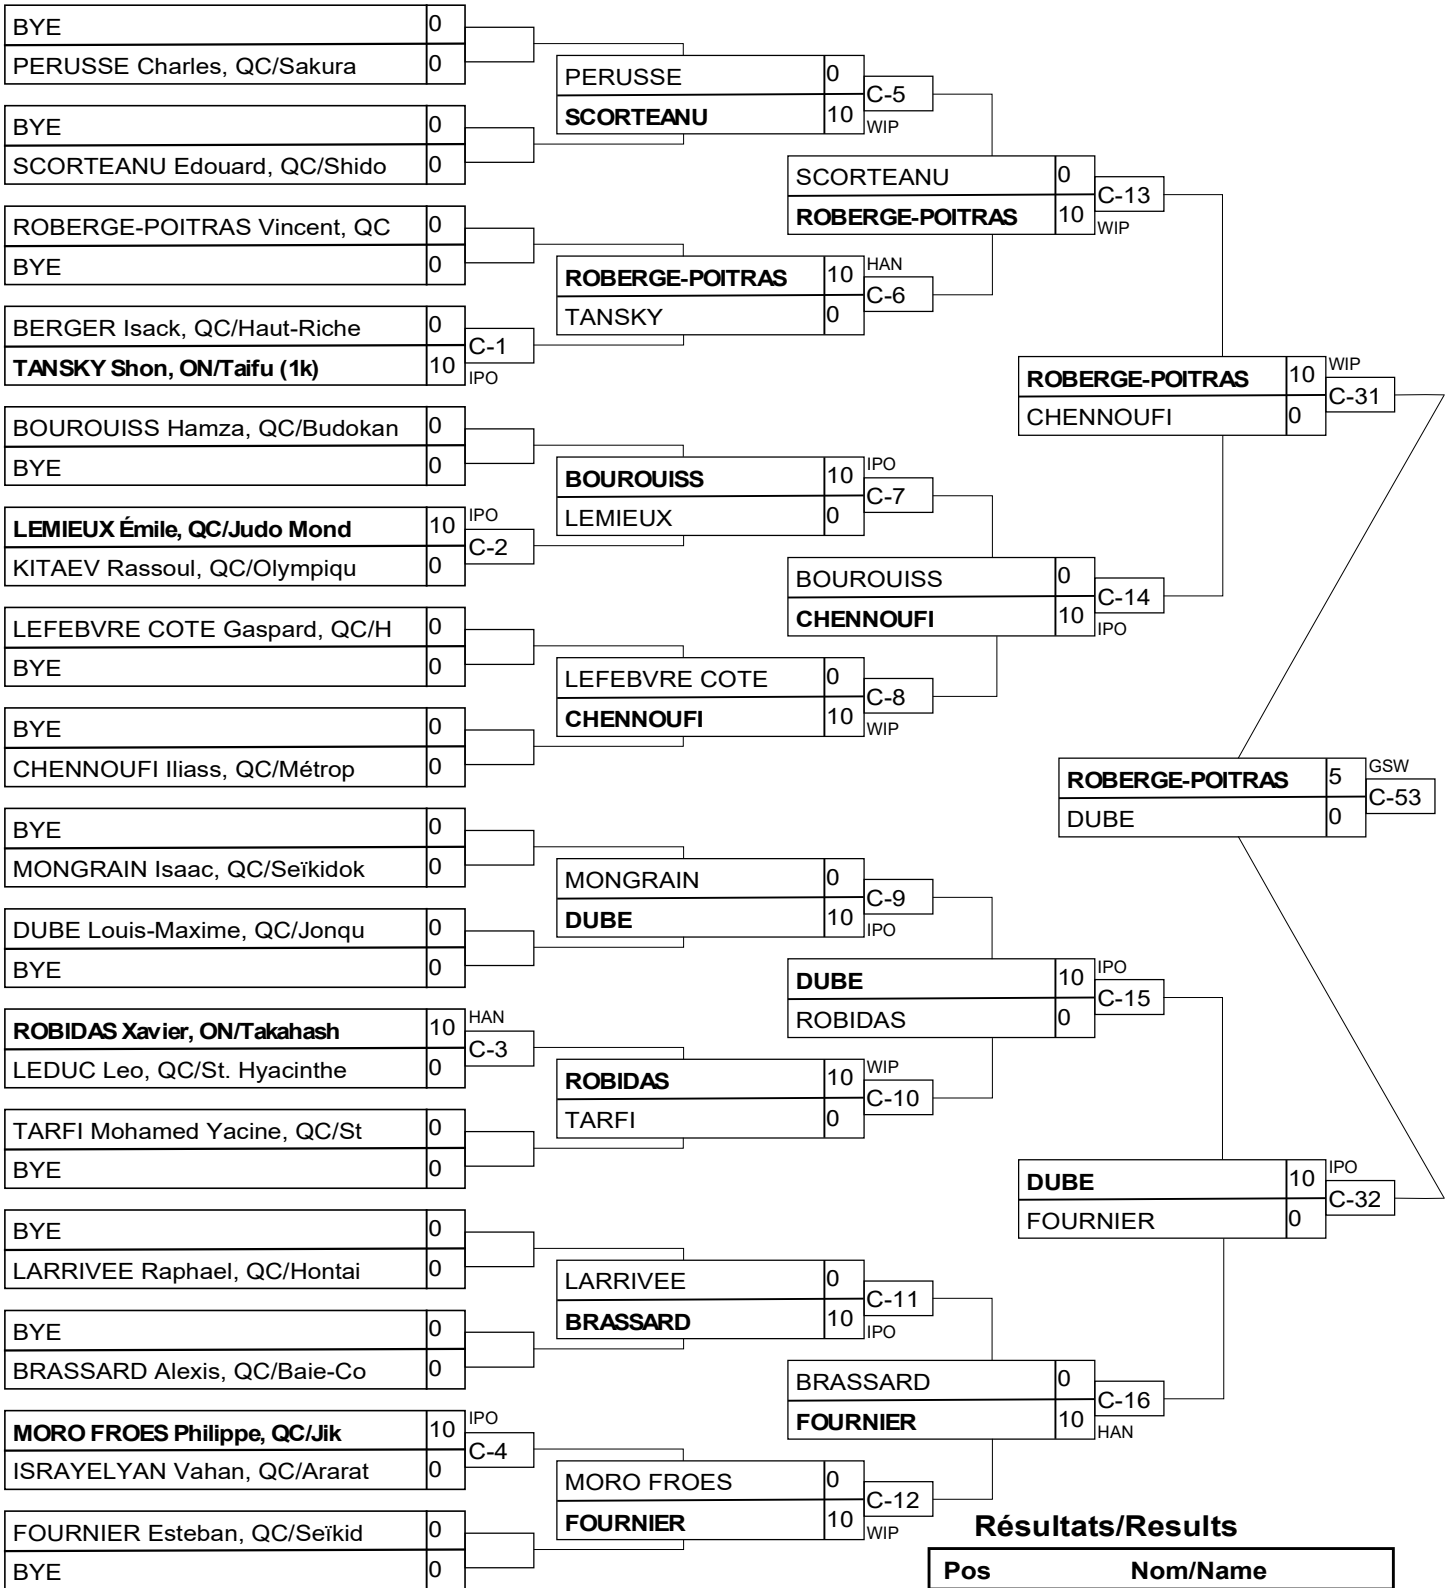 BYE 0
PERUSSE Charles, QC/Sakura 0
BYE 0
SCORTEANU Edouard, QC/Shido 0
ROBERGE-POITRAS Vincent, QC 0
BYE 0
BERGER Isack, QC/Haut-Riche 0
TANSKY Shon, ON/Taifu (1k) 10
C-1
IPO
BOUROUISS Hamza, QC/Budokan 0
BYE 0
LEMIEUX Émile, QC/Judo Mond 10
IPO
C-2
KITAEV Rassoul, QC/Olympiqu 0
LEFEBVRE COTE Gaspard, QC/H 0
BYE 0
BYE 0
CHENNOUFI Iliass, QC/Métrop 0
BYE 0
MONGRAIN Isaac, QC/Seïkidok 0
DUBE Louis-Maxime, QC/Jonqu 0
BYE 0
ROBIDAS Xavier, ON/Takahash 10
HAN
C-3
LEDUC Leo, QC/St. Hyacinthe 0
TARFI Mohamed Yacine, QC/St 0
BYE 0
BYE 0
LARRIVEE Raphael, QC/Hontai 0
BYE 0
BRASSARD Alexis, QC/Baie-Co 0
MORO FROES Philippe, QC/Jik 10
IPO
C-4
ISRAYELYAN Vahan, QC/Ararat 0
FOURNIER Esteban, QC/Seïkid 0
BYE 0
PERUSSE 0
C-5
SCORTEANU 10
WIP
ROBERGE-POITRAS 10
HAN
C-6
TANSKY 0
BOUROUISS 10
IPO
C-7
LEMIEUX 0
LEFEBVRE COTE 0
C-8
CHENNOUFI 10
WIP
MONGRAIN 0
C-9
DUBE 10
IPO
ROBIDAS 10
WIP
C-10
TARFI 0
LARRIVEE 0
C-11
BRASSARD 10
IPO
MORO FROES 0
C-12
FOURNIER 10
WIP
SCORTEANU 0
C-13
ROBERGE-POITRAS 10
WIP
BOUROUISS 0
C-14
CHENNOUFI 10
IPO
DUBE 10
IPO
C-15
ROBIDAS 0
BRASSARD 0
C-16
FOURNIER 10
HAN
ROBERGE-POITRAS 10
WIP
C-31
CHENNOUFI 0
DUBE 10
IPO
C-32
FOURNIER 0
ROBERGE-POITRAS 5
GSW
C-53
DUBE 0
Résultats/Results
Pos Nom/Name